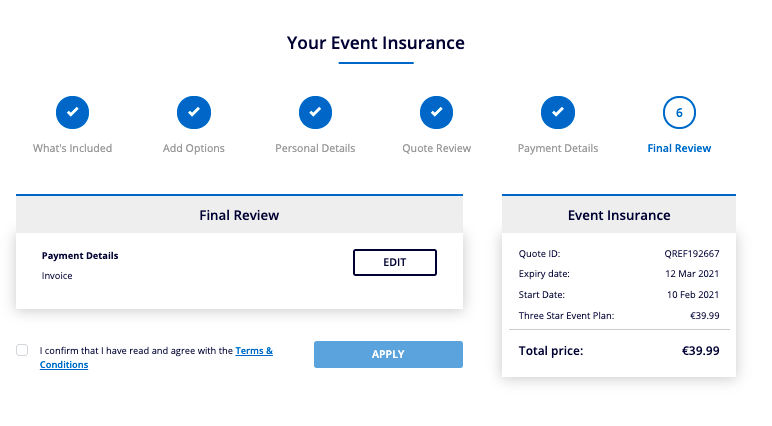 Your Event Insurance
6
What's Included
Add Options
Personal Details
Quote Review
Payment Details
Final Review
Final Review
Payment Details
Invoice
EDIT
I confirm that I have read and agree with the Terms &
Conditions
APPLY
Event Insurance
Quote ID: QREF192667
Expiry date: 12 Mar 2021
Start Date: 10 Feb 2021
Three Star Event Plan: €39.99
Total price: €39.99